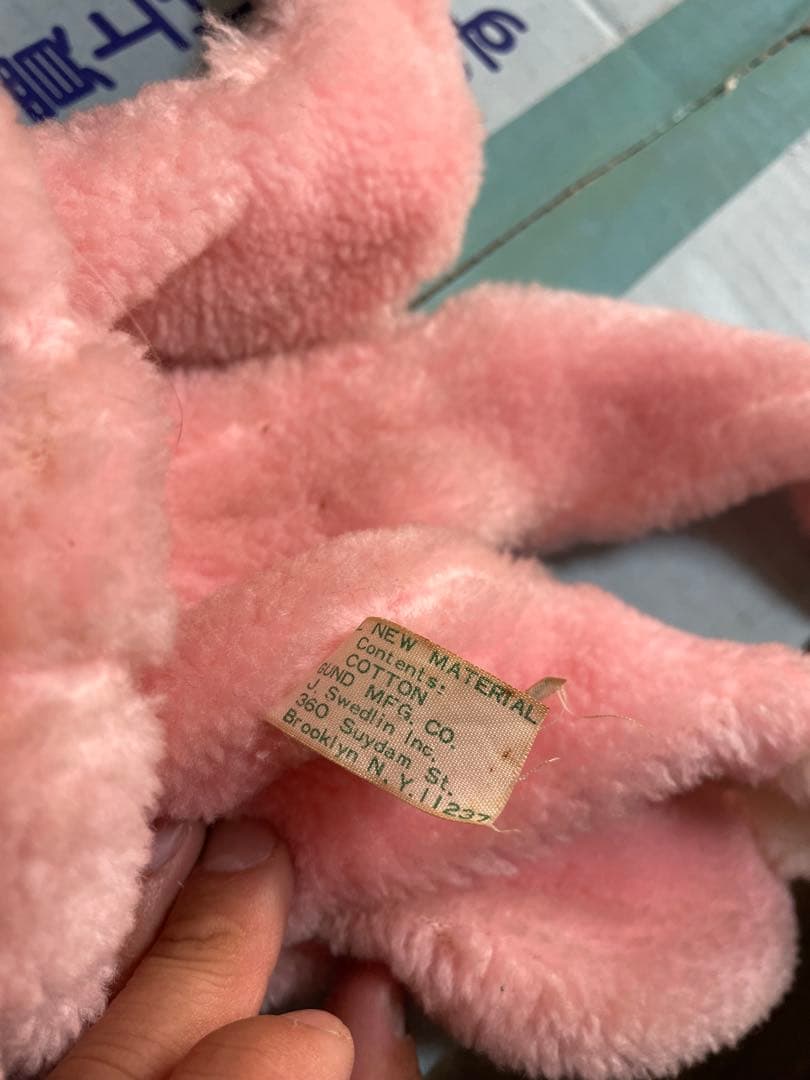 NEW MATERIAL
Contents:
COTTON
GUND MFG. CO.
J. Swedlin Inc.
360 Suydam St.
Brooklyn N.Y. 11237